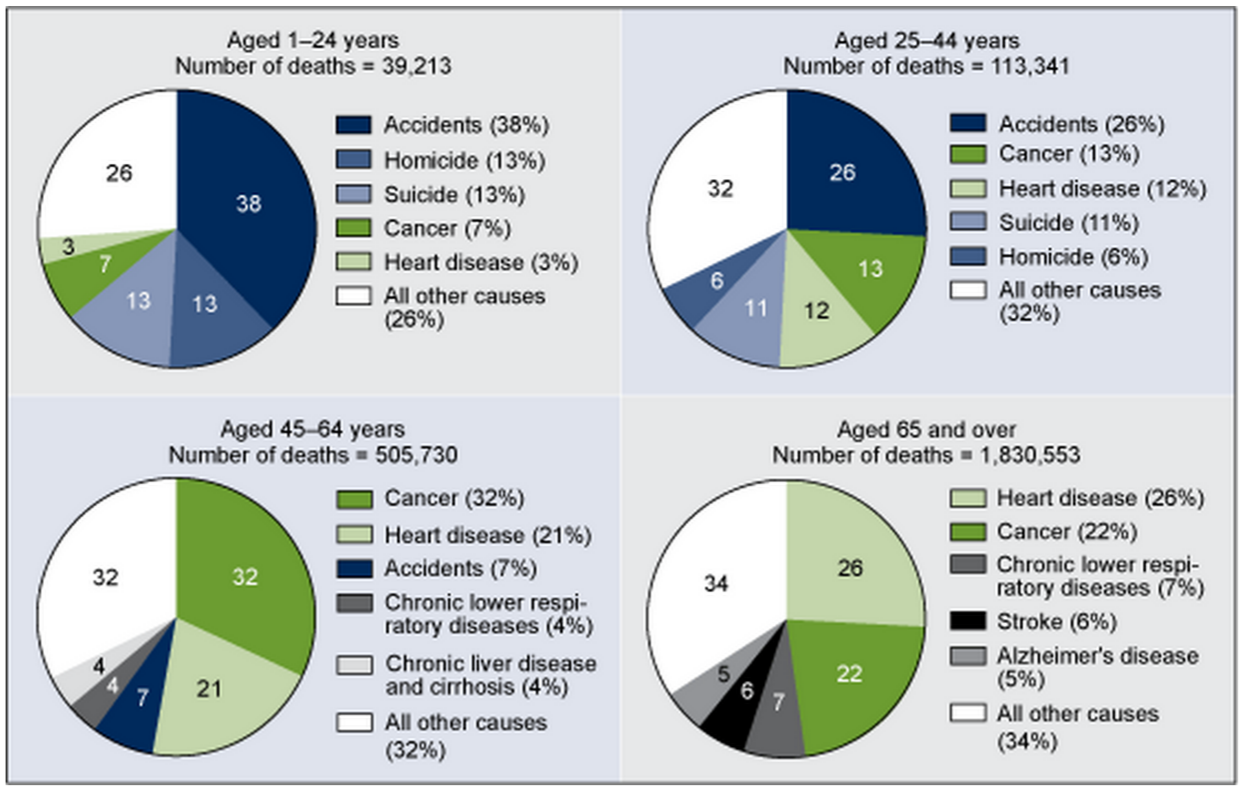 Aged 1–24 years
Number of deaths = 39,213
38
13
13
7
3
26
Accidents (38%)
Homicide (13%)
Suicide (13%)
Cancer (7%)
Heart disease (3%)
All other causes
(26%)
Aged 25–44 years
Number of deaths = 113,341
26
13
12
11
6
32
Accidents (26%)
Cancer (13%)
Heart disease (12%)
Suicide (11%)
Homicide (6%)
All other causes
(32%)
Aged 45–64 years
Number of deaths = 505,730
32
21
7
4
4
32
Cancer (32%)
Heart disease (21%)
Accidents (7%)
Chronic lower respi-
ratory diseases (4%)
Chronic liver disease
and cirrhosis (4%)
All other causes
(32%)
Aged 65 and over
Number of deaths = 1,830,553
26
22
7
6
5
34
Heart disease (26%)
Cancer (22%)
Chronic lower respi-
ratory diseases (7%)
Stroke (6%)
Alzheimer's disease
(5%)
All other causes
(34%)